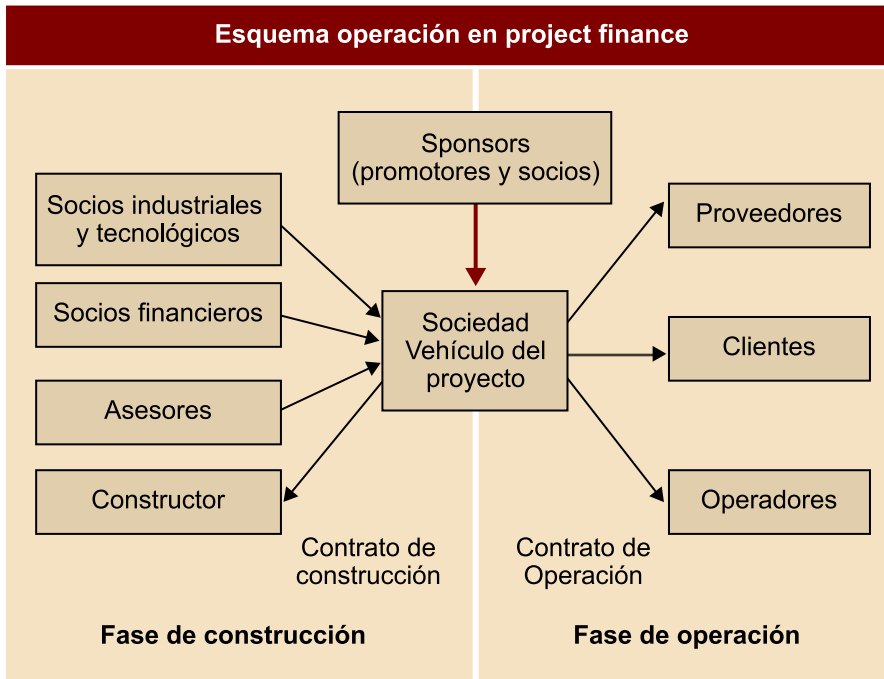 Esquema operación en project finance
Sponsors
(promotores y socios)
Socios industriales
y tecnológicos
Socios financieros
Asesores
Constructor
Sociedad
Vehículo del
proyecto
Proveedores
Clientes
Operadores
Contrato de
construcción
Contrato de
Operación
Fase de construcción
Fase de operación